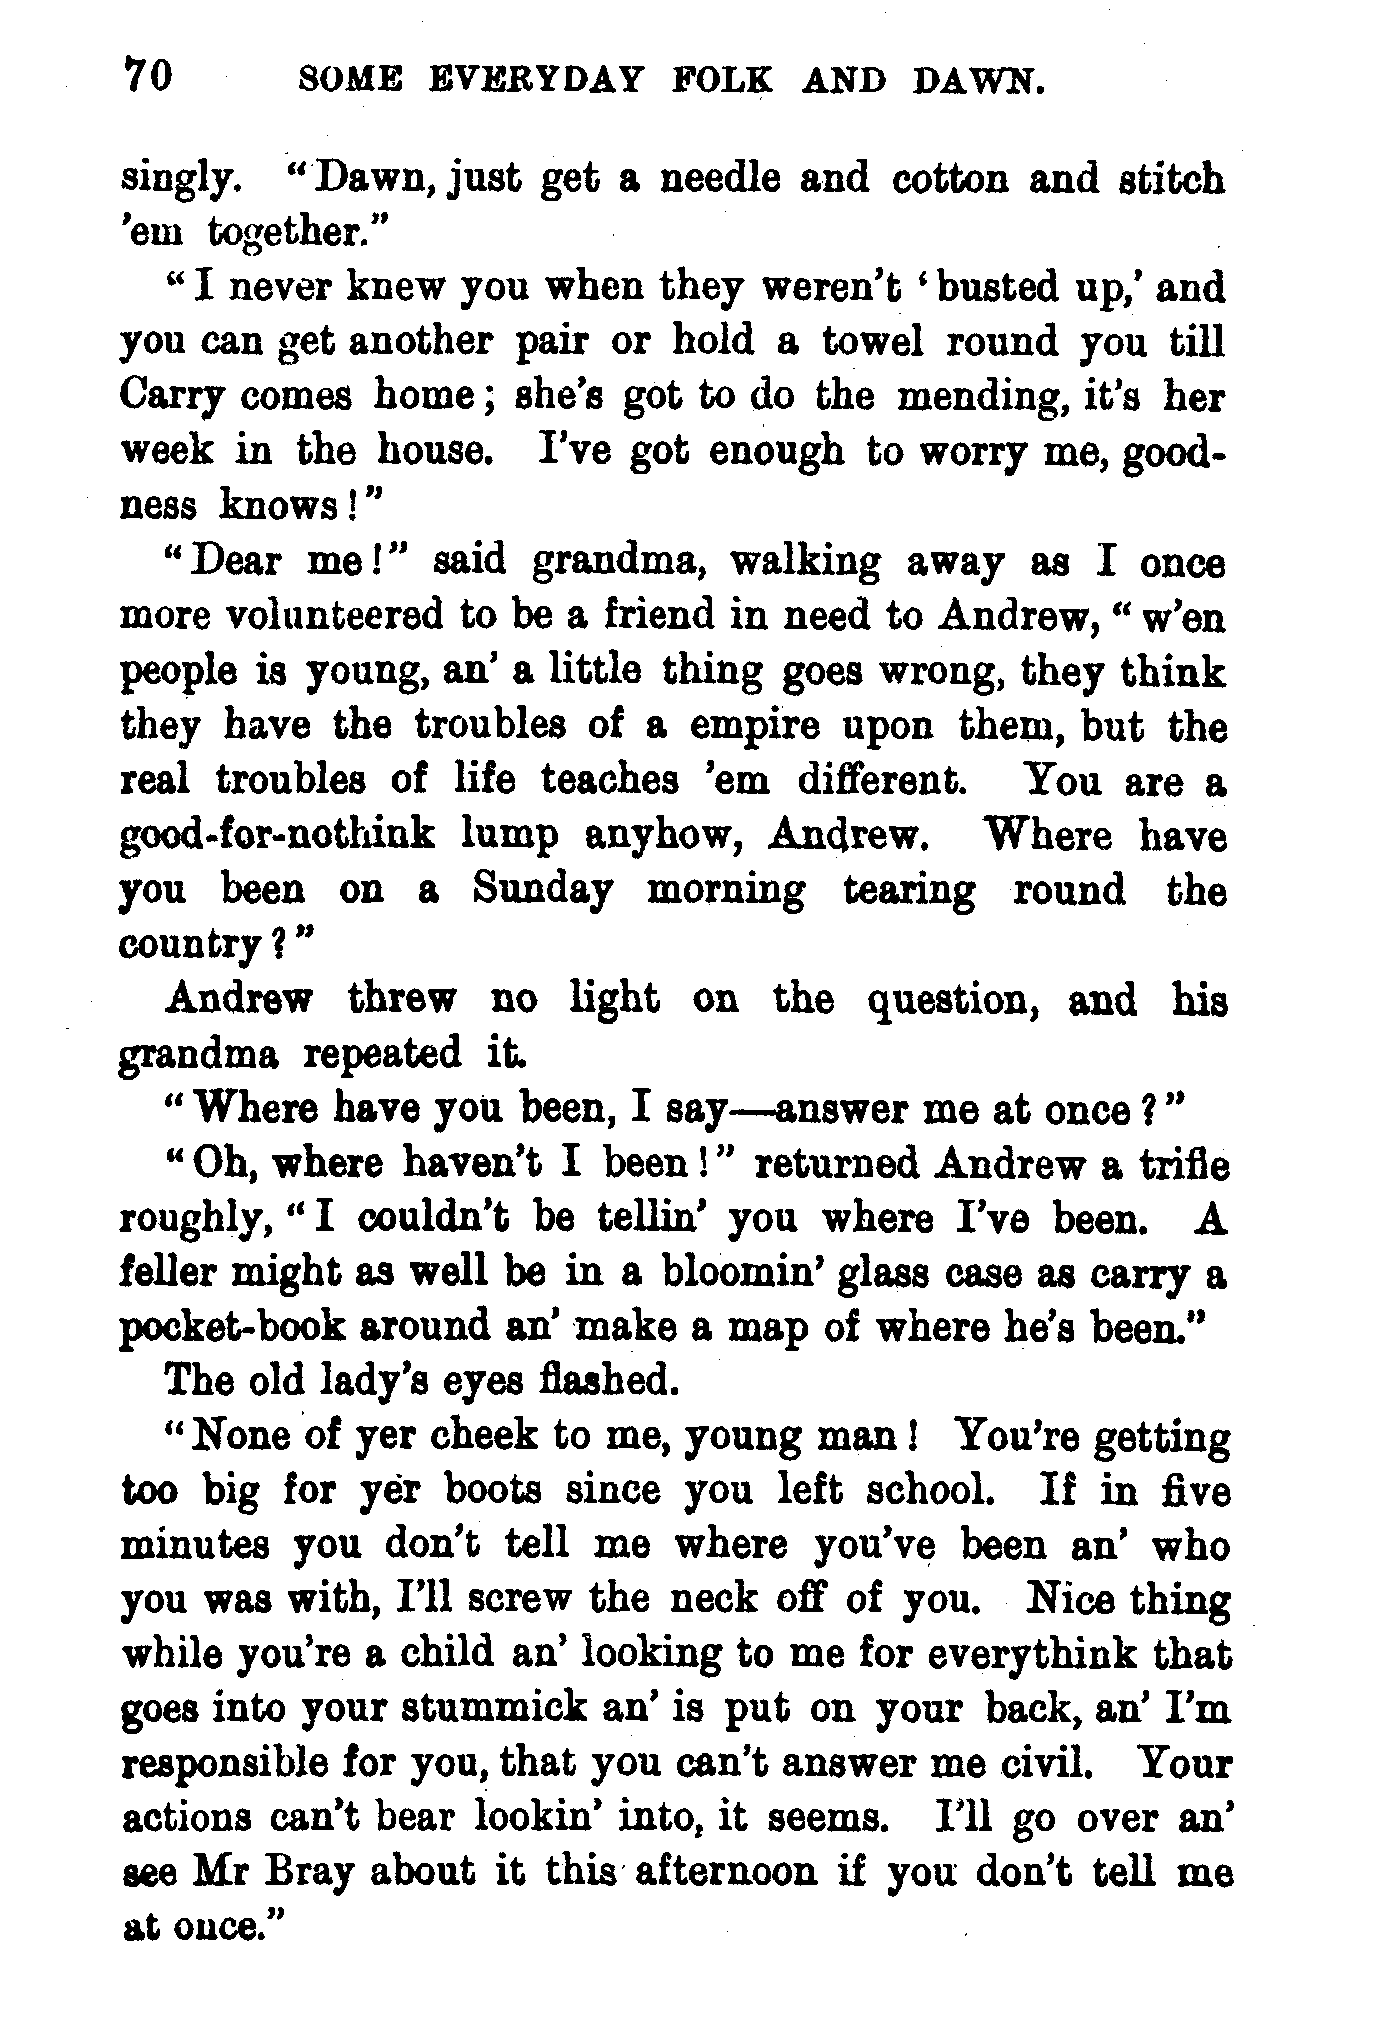 70 SOME EVERYDAY FOLK AND DAWN.
singly. "Dawn, just get a needle and cotton and stitch
'em together."
"I never knew you when they weren't 'busted up,' and
you can get another pair or hold a towel round you till
Carry comes home; she's got to do the mending, it's her
week in the house. I've got enough to worry me, good-
ness knows!"
"Dear me!" said grandma, walking away as I once
more volunteered to be a friend in need to Andrew, "w'en
people is young, an' a little thing goes wrong, they think
they have the troubles of a empire upon them, but the
real troubles of life teaches 'em different. You are a
good-for-nothink lump anyhow, Andrew. Where have
you been on a Sunday morning tearing round the
country?"
Andrew threw no light on the question, and his
grandma repeated it.
"Where have you been, I say—answer me at once?"
"Oh, where haven't I been!" returned Andrew a trifle
roughly, "I couldn't be tellin' you where I've been. A
feller might as well be in a bloomin' glass case as carry a
pocket-book around an' make a map of where he's been."
The old lady's eyes flashed.
"None of yer cheek to me, young man! You're getting
too big for yer boots since you left school. If in five
minutes you don't tell me where you've been an' who
you was with, I'll screw the neck off of you. Nice thing
while you're a child an' looking to me for everythink that
goes into your stummick an' is put on your back, an' I'm
responsible for you, that you can't answer me civil. Your
actions can't bear lookin' into, it seems. I'll go over an'
see Mr Bray about it this afternoon if you don't tell me
at once."